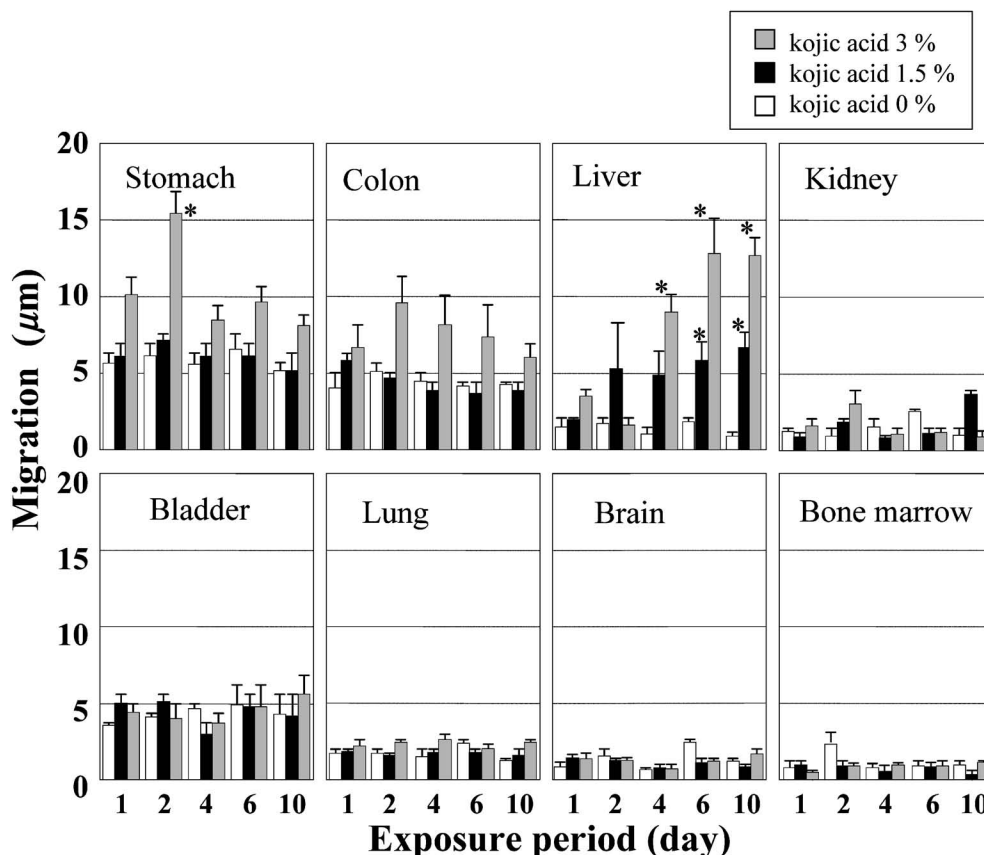 kojic acid 3 %
kojic acid 1.5 %
kojic acid 0 %
Migration (μm)
20
15
10
5
0
Stomach
*
Colon
Liver
*
*
*
*
*
Kidney
20
15
10
5
0
Bladder
Lung
Brain
Bone marrow
1 2 4 6 10
1 2 4 6 10
1 2 4 6 10
1 2 4 6 10
Exposure period (day)